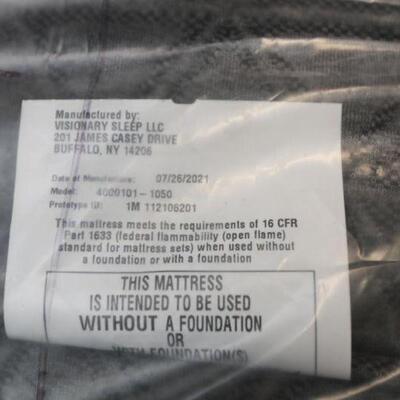 Manufactured by:
VISIONARY SLEEP LLC
201 JAMES CASEY DRIVE
BUFFALO, NY 14206
Date of Manufacture: 07/26/2021
Model: 4000101-1050
Prototype ID: 1M 112106201
This mattress meets the requirements of 16 CFR
Part 1633 (federal flammability (open flame)
standard for mattress sets) when used without
a foundation or with a foundation
THIS MATTRESS
IS INTENDED TO BE USED
WITHOUT A FOUNDATION
OR
WITH FOUNDATION(S)